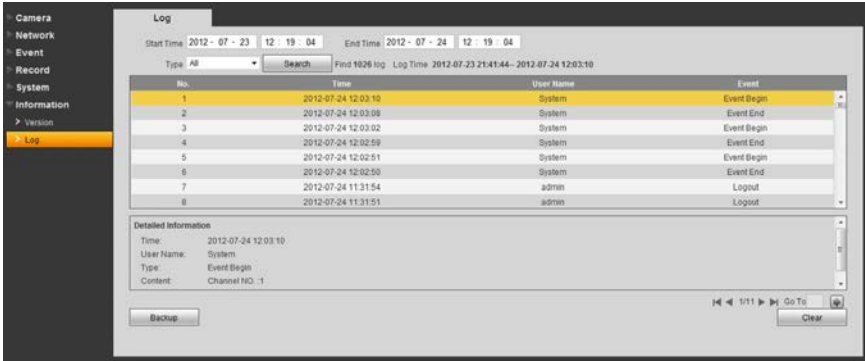 Camera
Network
Event
Record
System
Information
Version
Log
Log
Start Time 2012 - 07 - 23 12 : 19 : 04 End Time 2012 - 07 - 24 12 : 19 : 04
Type All Search Find 1026 log Log Time 2012-07-23 21:41:44-- 2012-07-24 12:03:10
No. Time User Name Event
1 2012-07-24 12:03:10 System Event Begin
2 2012-07-24 12:03:08 System Event End
3 2012-07-24 12:03:02 System Event Begin
4 2012-07-24 12:02:59 System Event End
5 2012-07-24 12:02:51 System Event Begin
6 2012-07-24 12:02:50 System Event End
7 2012-07-24 11:31:54 admin Logout
8 2012-07-24 11:31:51 admin Logout
Detailed Information
Time: 2012-07-24 12:03:10
User Name: System
Type: Event Begin
Content: Channel NO. :1
1/11 Go To
Backup Clear